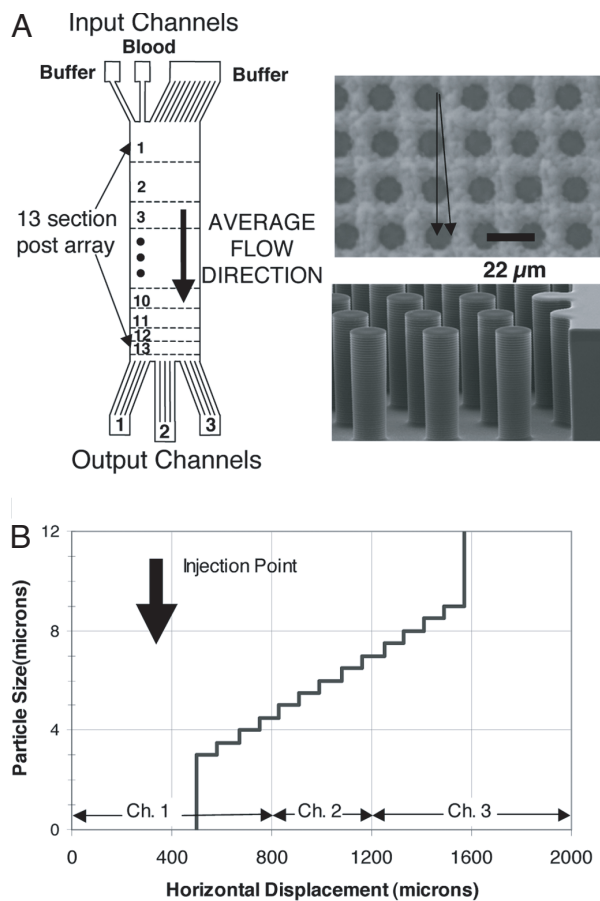 A
Input Channels
Blood
Buffer
Buffer
1
2
3
13 section
post array
AVERAGE
FLOW
DIRECTION
10
11
12
13
1
2
3
Output Channels
22 µm
B
Particle Size(microns)
12
8
4
0
Injection Point
Ch. 1
Ch. 2
Ch. 3
0
400
800
1200
1600
2000
Horizontal Displacement (microns)